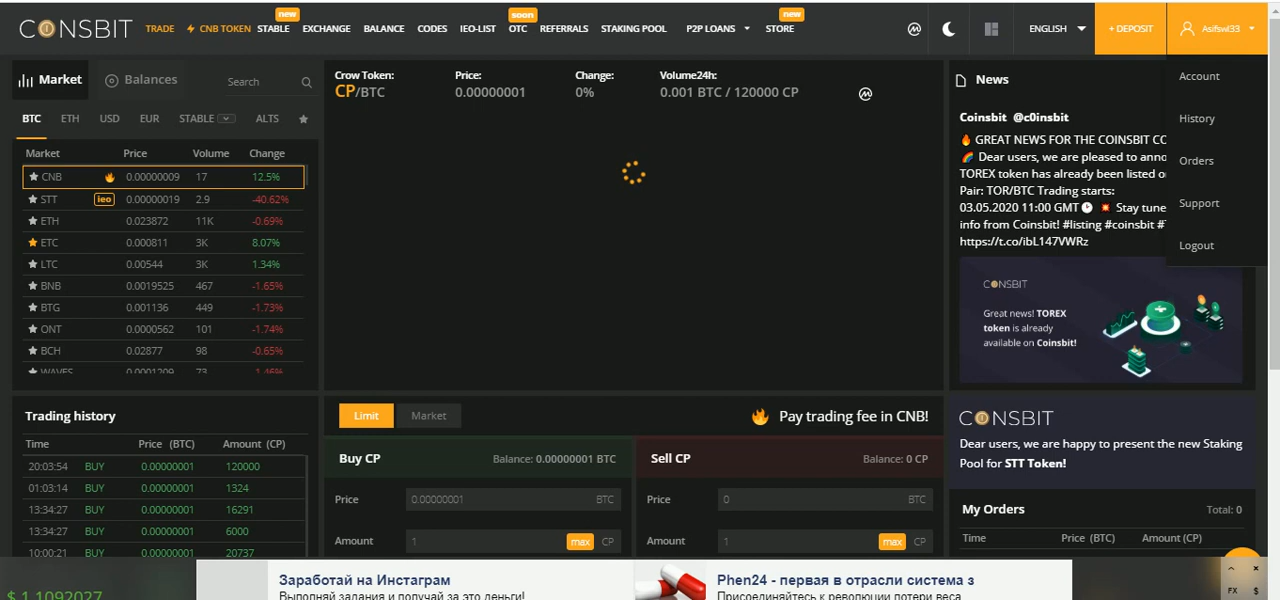 CONSBIT
TRADE
new
CNB TOKEN STABLE EXCHANGE BALANCE CODES IEO-LIST
soon
OTC REFERRALS STAKING POOL P2P LOANS
new
STORE
ENGLISH
+ DEPOSIT
Asifswl33
Market
Balances
Search
BTC ETH USD EUR STABLE ALTS
Market Price Volume Change
CNB 0.00000009 17 12.5%
STT ieo 0.00000019 2.9 -40.62%
ETH 0.023872 11K -0.69%
ETC 0.000811 3K 8.07%
LTC 0.00544 3K 1.34%
BNB 0.0019525 467 -1.65%
BTG 0.001136 449 -1.73%
ONT 0.0000562 101 -1.74%
BCH 0.02877 98 -0.65%
WAVES 0.0001209 73 -1.46%
Crow Token: Price: Change: Volume24h:
CP/BTC 0.00000001 0% 0.001 BTC / 120000 CP
News
Coinsbit @c0insbit
GREAT NEWS FOR THE COINSBIT CO
Dear users, we are pleased to anno
TOREX token has already been listed o
Pair: TOR/BTC Trading starts:
03.05.2020 11:00 GMT Stay tune
info from Coinsbit! #listing #coinsbit #
https://t.co/ibL147VWRz
Account
History
Orders
Support
Logout
CONSBIT
Great news! TOREX
token is already
available on Coinsbit!
Trading history
Time Price (BTC) Amount (CP)
20:03:54 BUY 0.00000001 120000
01:03:14 BUY 0.00000001 1324
13:34:27 BUY 0.00000001 16291
13:34:27 BUY 0.00000001 6000
10:00:21 BUY 0.00000001 20737
Limit Market
Pay trading fee in CNB!
Buy CP Balance: 0.00000001 BTC
Price 0.00000001 BTC
Amount 1 max CP
Sell CP Balance: 0 CP
Price 0 BTC
Amount 1 max CP
CONSBIT
Dear users, we are happy to present the new Staking
Pool for STT Token!
My Orders Total: 0
Time Price (BTC) Amount (CP)
$ 1.1092027
Заработай на Инстаграм
Выполняй задания и получай за это деньги!
Phen24 - первая в отрасли система з
Присоединяйтесь к революции потери веса
FX $